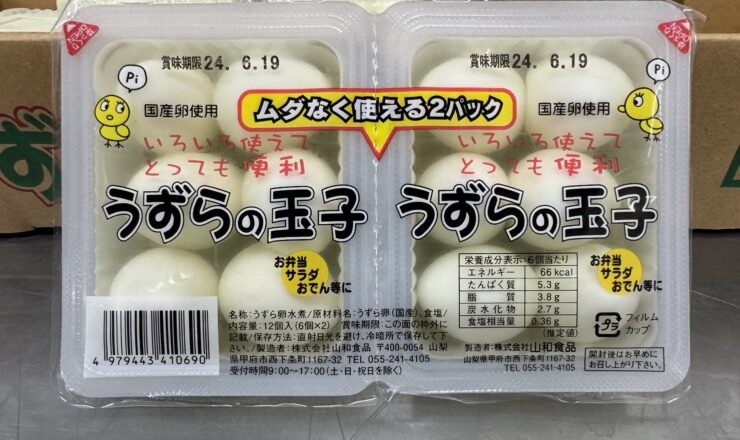 OPEN
開けくち
賞味期限 24. 6.19
Pi
国産卵使用
いろいろ使えて
とっても便利
うずらの玉子
お弁当
サラダ
おでん等に
ムダなく使える2パック
賞味期限 24. 6.19
Pi
国産卵使用
いろいろ使えて
とっても便利
うずらの玉子
お弁当
サラダ
おでん等に
栄養成分表示 6個当たり
エネルギー 66kcal
たんぱく質 5.3g
脂質 3.8g
炭水化物 2.7g
食塩相当量 0.36g
(推定値)
プラ
フィルム
カップ
4 979443 410690
名称:うずら卵水煮/原材料名:うずら卵(国産)、食塩/
内容量:12個入(6個×2) 賞味期限:この面の枠外に
記載/保存方法:直射日光を避け、冷暗所で保存して下
さい。/製造者:株式会社山和食品 〒400-0054 山梨
県甲府市西下条町1167-32 TEL 055-241-4105
受付時間9:00〜17:00(土・日・祝日を除く)
製造者:株式会社山和食品
山梨県甲府市西下条町1167-32
TEL 055-241-4105
開封後はお早めに
お召し上がり下さい。